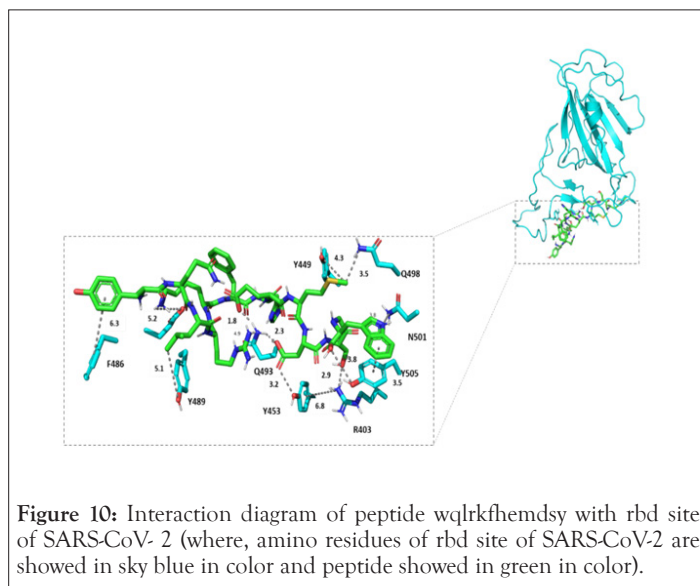 Y449
4.3
3.5
Q498
1.8
5.2
2.3
N501
6.3
F486
3.8
Q493
2.9
Y505
3.5
5.1
Y489
3.2
Y453
6.8
R403
Figure 10: Interaction diagram of peptide wqlrkfhemdsy with rbd site
of SARS-CoV- 2 (where, amino residues of rbd site of SARS-CoV-2 are
showed in sky blue in color and peptide showed in green in color).